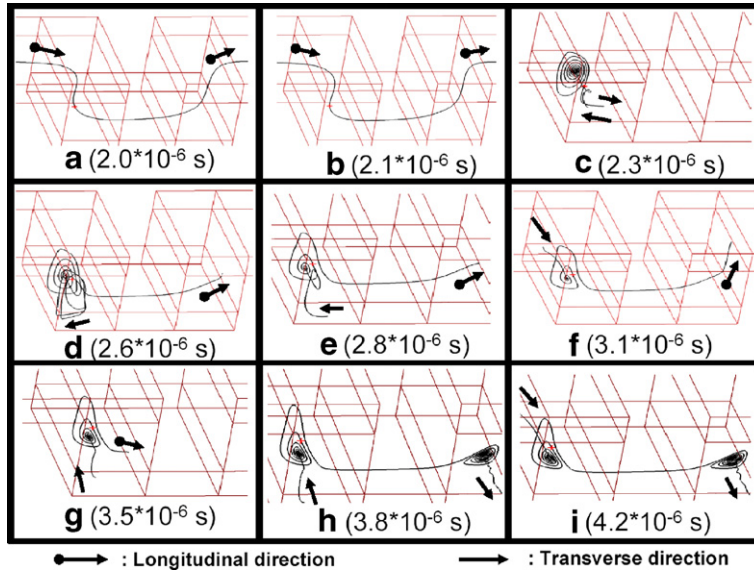 a (2.0*10-6 s)
b (2.1*10-6 s)
c (2.3*10-6 s)
d (2.6*10-6 s)
e (2.8*10-6 s)
f (3.1*10-6 s)
g (3.5*10-6 s)
h (3.8*10-6 s)
i (4.2*10-6 s)
: Longitudinal direction
: Transverse direction